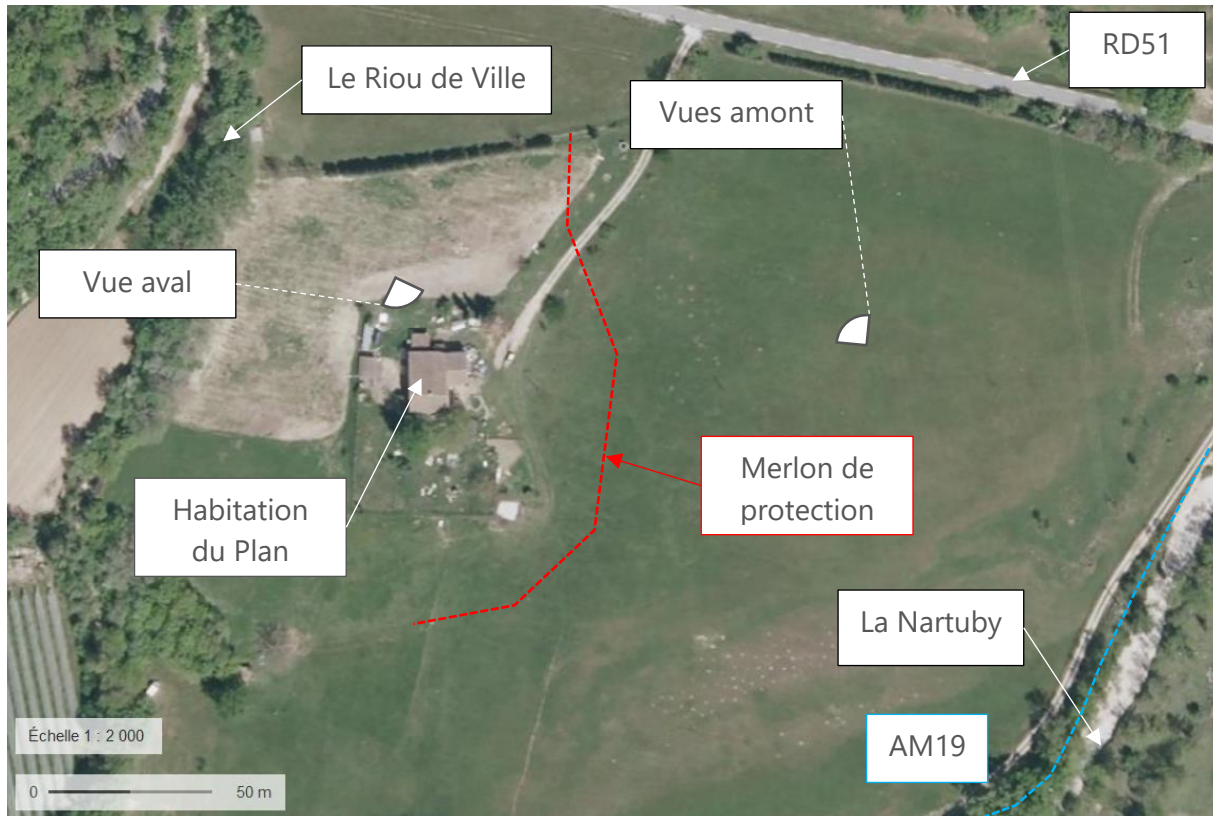 RD51
Le Riou de Ville
Vues amont
Vue aval
Merlon de
protection
Habitation
du Plan
La Nartuby
AM19
Échelle 1 : 2 000
0 50 m